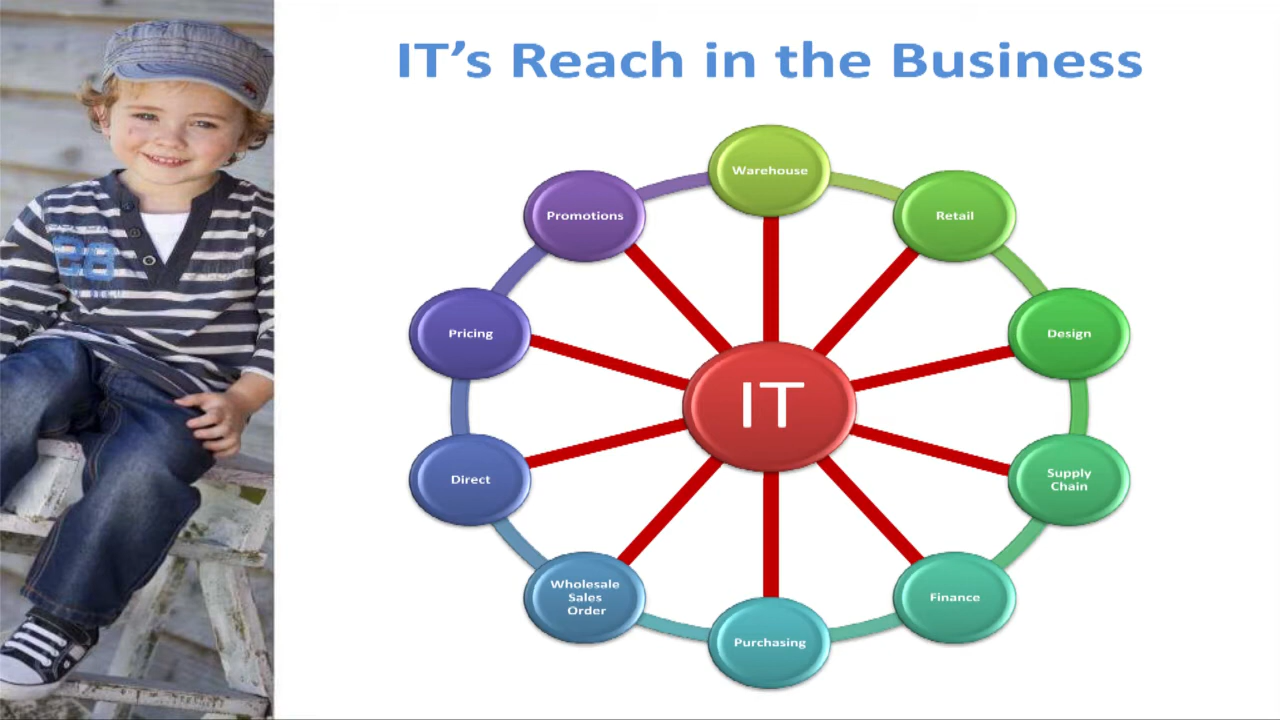 IT’s Reach in the Business
Warehouse
Promotions
Retail
Pricing
Design
IT
Direct
Supply
Chain
Wholesale
Sales
Order
Finance
Purchasing
28